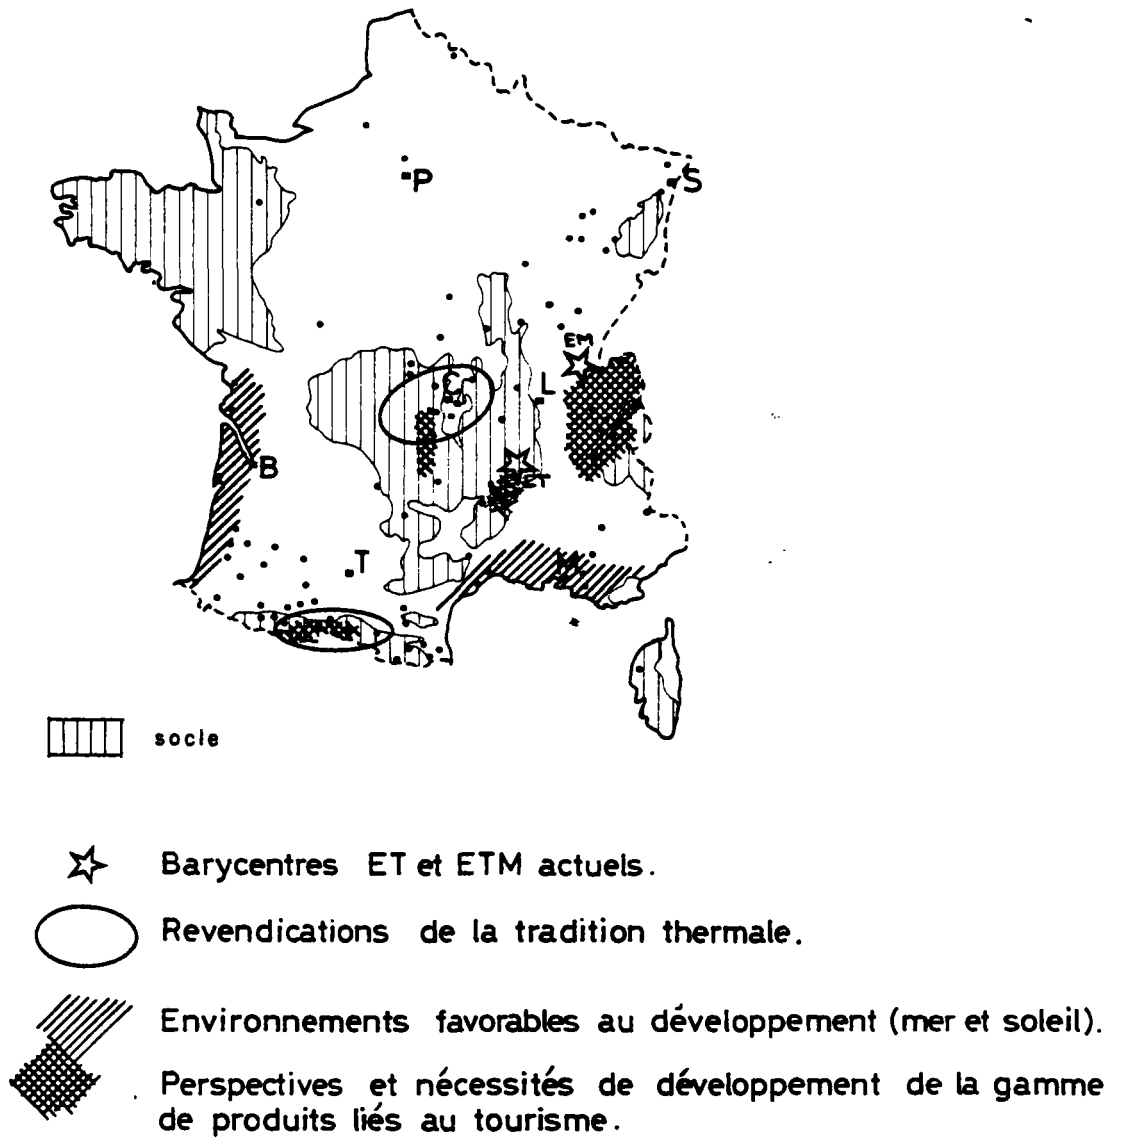 P
S
EM
C
L
ET
B
M
T
socle
Barycentres ET et ETM actuels.
Revendications de la tradition thermale.
Environnements favorables au développement (mer et soleil).
Perspectives et nécessités de développement de la gamme
de produits liés au tourisme.